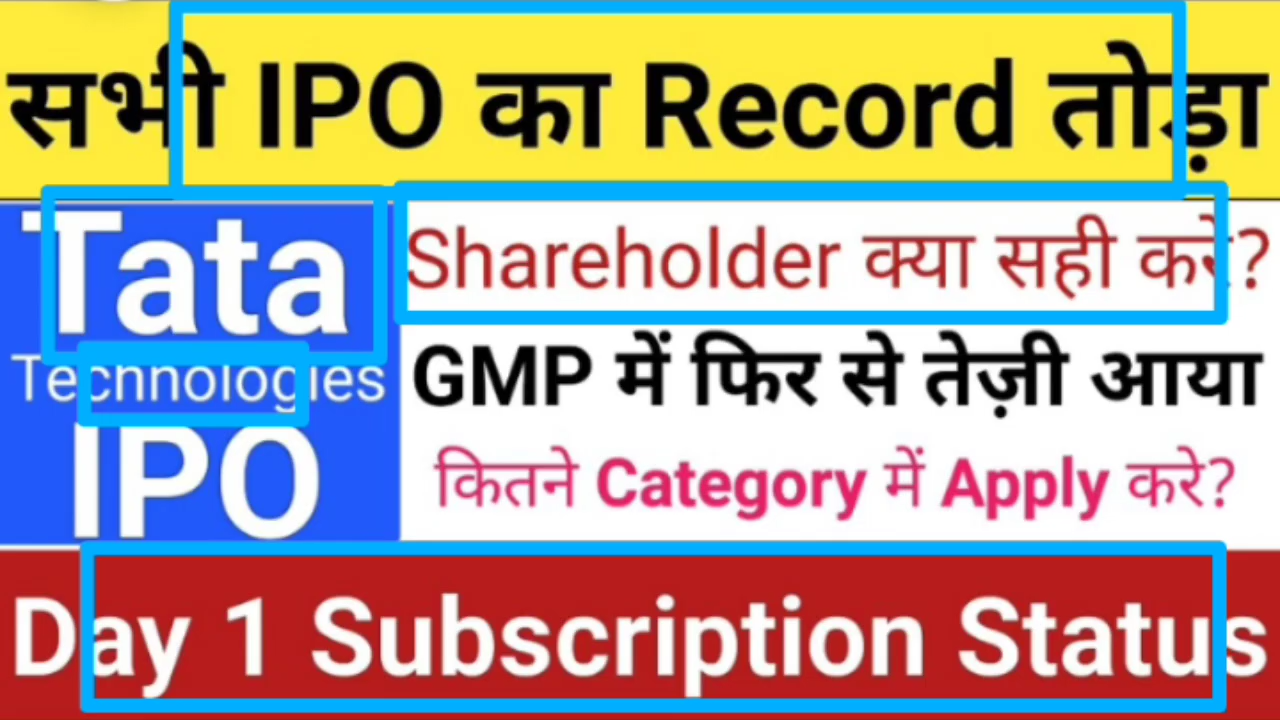 सभी IPO का Record तोड़ा
Tata
Technologies
IPO
Shareholder क्या सही करे?
GMP में फिर से तेज़ी आया
कितने Category में Apply करे?
Day 1 Subscription Status